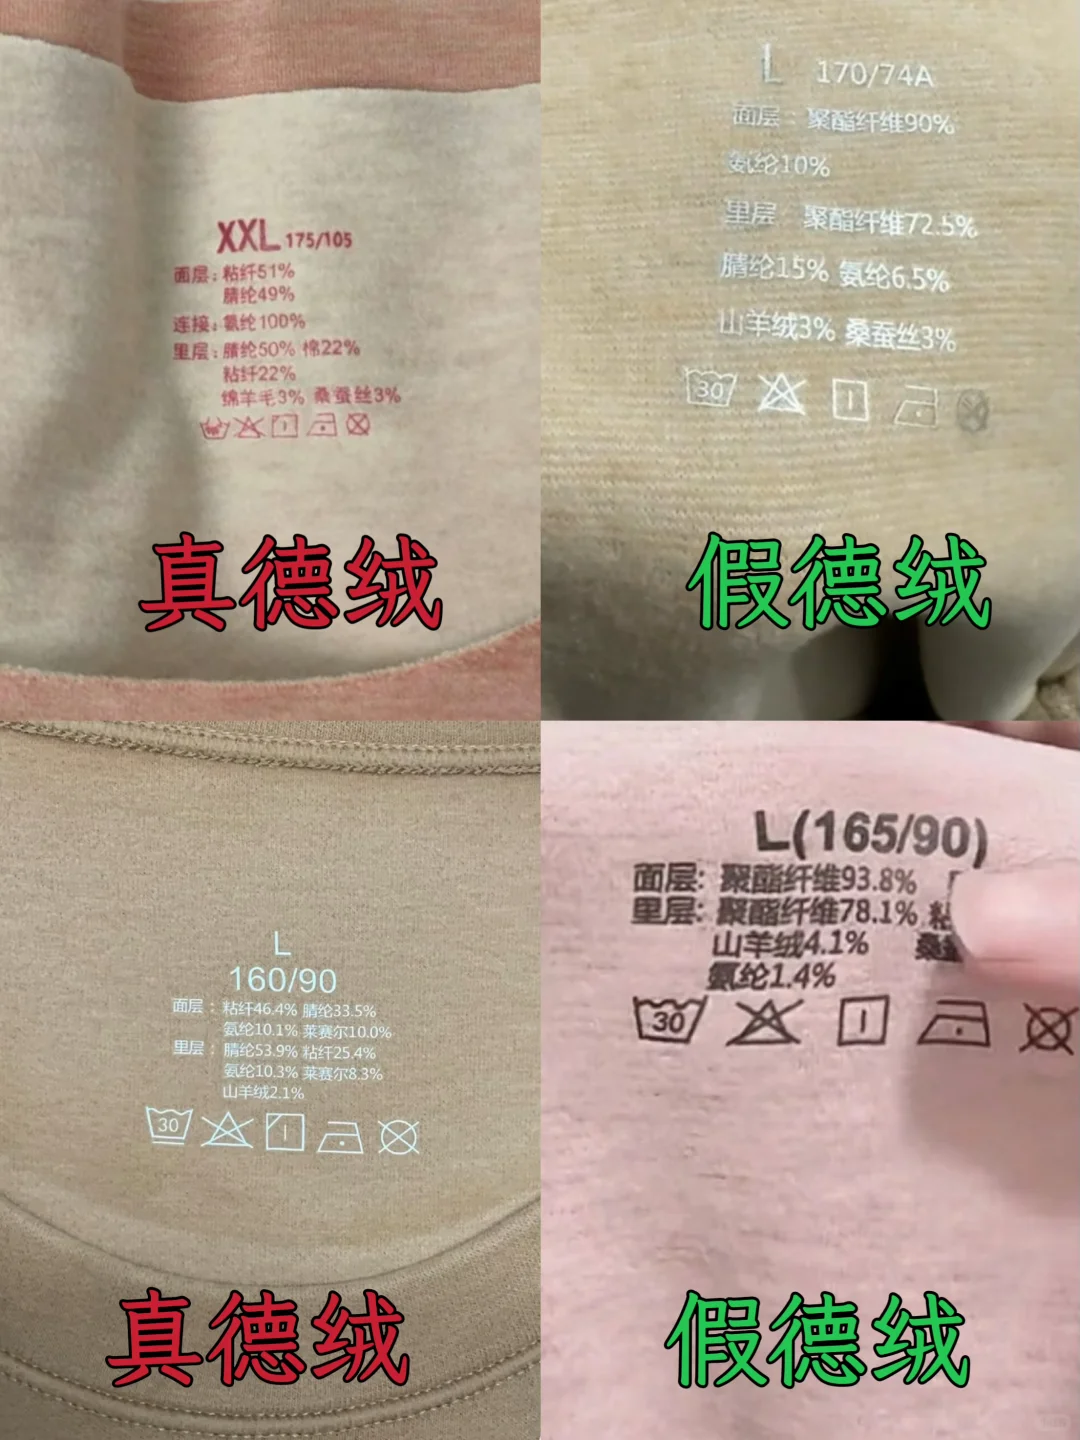 XXL 175/105
面层：粘纤51%
腈纶49%
连接：氨纶100%
里层：腈纶50% 棉22%
粘纤22%
绵羊毛3% 桑蚕丝3%
真德绒
L 170/74A
面层：聚酯纤维90%
氨纶10%
里层 聚酯纤维72.5%
腈纶15% 氨纶6.5%
山羊绒3% 桑蚕丝3%
30
假德绒
L
160/90
面层：粘纤46.4% 腈纶33.5%
氨纶10.1% 莱赛尔10.0%
里层：腈纶53.9% 粘纤25.4%
氨纶10.3% 莱赛尔8.3%
山羊绒2.1%
30
真德绒
L(165/90)
面层: 聚酯纤维93.8%
里层: 聚酯纤维78.1% 粘
山羊绒4.1% 桑
氨纶1.4%
30
假德绒